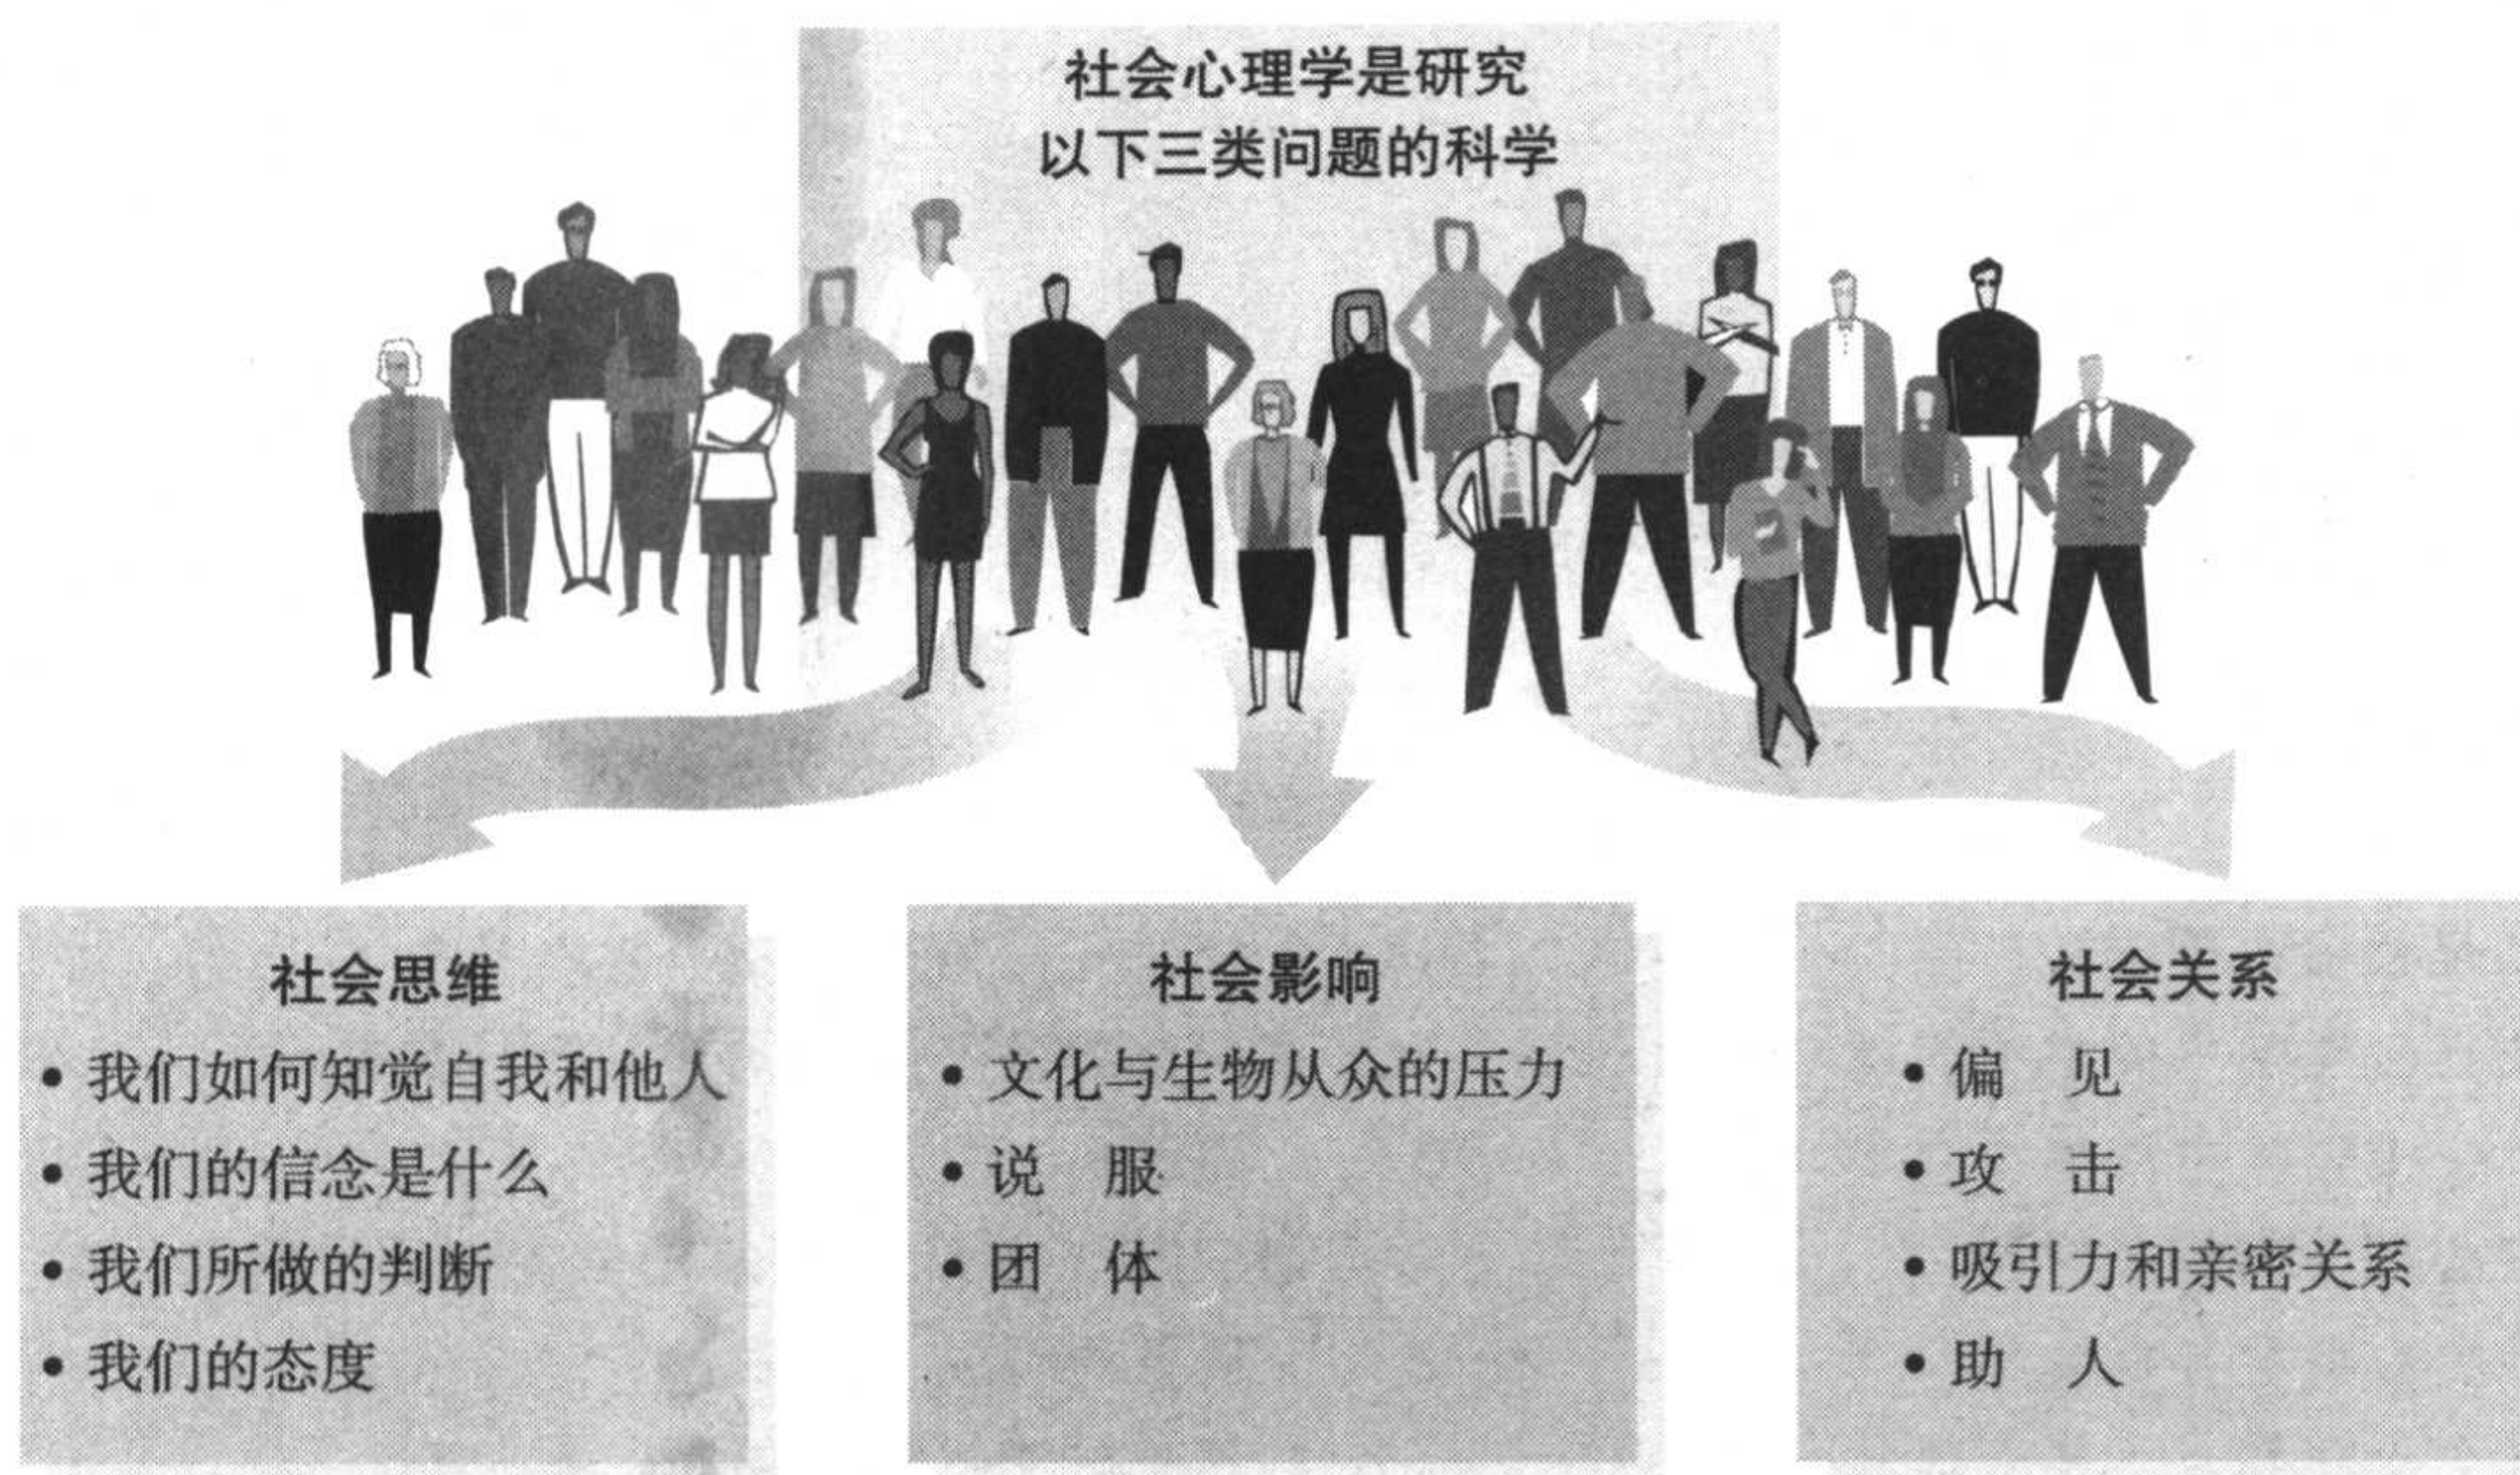 社会心理学是研究
以下三类问题的科学
社会思维
• 我们如何知觉自我和他人
• 我们的信念是什么
• 我们所做的判断
• 我们的态度
社会影响
• 文化与生物从众的压力
• 说 服
• 团 体
社会关系
• 偏 见
• 攻 击
• 吸引力和亲密关系
• 助 人